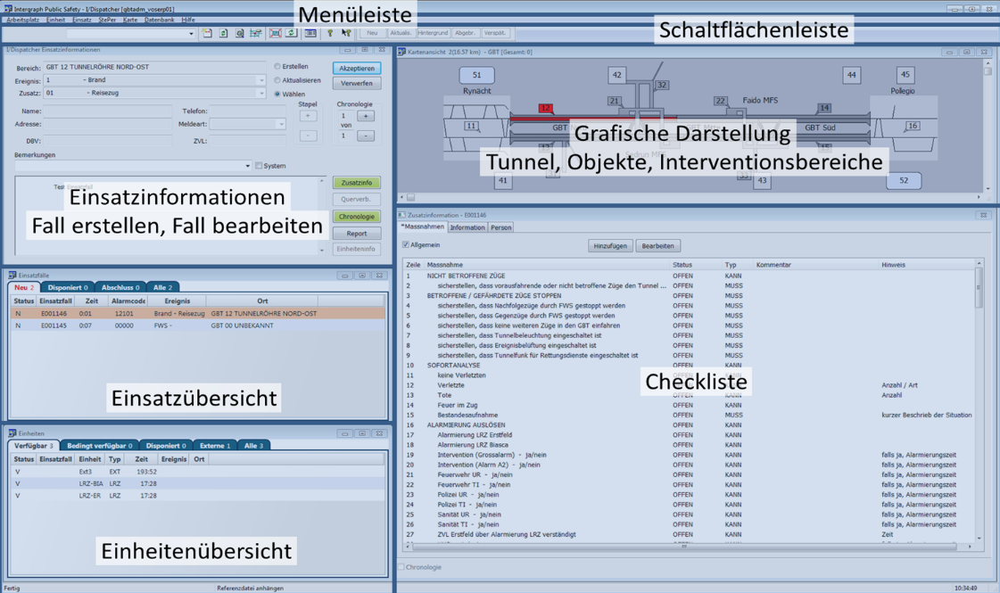 Intergraph Public Safety - I/Dispatcher [gbtadm_voserp01]
Arbeitsplatz Einheit Einsatz StePer Karte Datenbank Hilfe
Menüleiste
Neu Aktualis. Hintergrund Abgebr. Verspät.
Schaltflächenleiste
I/Dispatcher Einsatzinformationen
Bereich: GBT 12 TUNNELRÖHRE NORD-OST
Erstellen
Akzeptieren
Ereignis: 1 - Brand
Aktualisieren
Verwerfen
Zusatz: 01 - Reisezug
Wählen
Name: Telefon: Stapel Chronologie
+ 1 +
Adresse: Meldeart: von
- 1 -
DBV: ZVL:
Bemerkungen
System
Einsatzinformationen
Fall erstellen, Fall bearbeiten
Zusatzinfo
Querverb.
Chronologie
Report
Einheiteninfo
Kartenansicht 2(16.57 km) - GBT [Gesamt: 0]
51 42 32 44 45
Rynächt Pollegio
12 21 22 Faido MFS 14
11 GBT Süd 16
Grafische Darstellung
Tunnel, Objekte, Interventionsbereiche
41 33 43 52
Einsatzfälle
Neu 2 Disponiert 0 Abschluss 0 Alle 2
Status Einsatzfall Zeit Alarmcode Ereignis Ort
N E001146 0:01 12101 Brand - Reisezug GBT 12 TUNNELRÖHRE NORD-OST
N E001145 0:07 00000 FWS - GBT 00 UNBEKANNT
Einsatzübersicht
Einheiten
Verfügbar 3 Bedingt verfügbar 0 Disponiert 0 Externe 1 Alle 3
Status Einsatzfall Einheit Typ Zeit Ereignis Ort
V Ext3 EXT 193:52
V LRZ-BIA LRZ 17:28
V LRZ-ER LRZ 17:28
Einheitenübersicht
Zusatzinformation - E001146
*Massnahmen Information Person
Allgemein Hinzufügen Bearbeiten
Zeile Massnahme Status Typ Kommentar Hinweis
1 NICHT BETROFFENE ZÜGE OFFEN KANN
2 sicherstellen, dass vorausfahrende oder nicht betroffene Züge den Tunnel ... OFFEN MUSS
3 BETROFFENE / GEFÄHRDETE ZÜGE STOPPEN OFFEN KANN
4 sicherstellen, dass Nachfolgezüge durch FWS gestoppt werden OFFEN MUSS
5 sicherstellen, dass Gegenzüge durch FWS gestoppt werden OFFEN MUSS
6 sicherstellen, dass keine weiteren Züge in den GBT einfahren OFFEN MUSS
7 sicherstellen, dass Tunnelbeleuchtung eingeschaltet ist OFFEN MUSS
8 sicherstellen, dass Ereignisbelüftung eingeschaltet ist OFFEN MUSS
9 sicherstellen, dass Tunnelfunk für Rettungsdienste eingeschaltet ist OFFEN MUSS
10 SOFORTANALYSE OFFEN KANN
11 keine Verletzten OFFEN KANN
Checkliste
12 Verletzte Anzahl / Art
13 Tote OFFEN KANN Anzahl
14 Feuer im Zug OFFEN KANN
15 Bestandesaufnahme OFFEN MUSS kurzer Beschrieb der Situation
16 ALARMIERUNG AUSLÖSEN OFFEN KANN
17 Alarmierung LRZ Erstfeld OFFEN KANN
18 Alarmierung LRZ Biasca OFFEN KANN
19 Intervention (Grossalarm) - ja/nein OFFEN KANN falls ja, Alarmierungszeit
20 Intervention (Alarm A2) - ja/nein OFFEN KANN falls ja, Alarmierungszeit
21 Feuerwehr UR - ja/nein OFFEN KANN falls ja, Alarmierungszeit
22 Feuerwehr TI - ja/nein OFFEN KANN falls ja, Alarmierungszeit
23 Polizei UR - ja/nein OFFEN KANN falls ja, Alarmierungszeit
24 Polizei TI - ja/nein OFFEN KANN falls ja, Alarmierungszeit
25 Sanität UR - ja/nein OFFEN KANN falls ja, Alarmierungszeit
26 Sanität TI - ja/nein OFFEN KANN falls ja, Alarmierungszeit
27 ZVL Erstfeld über Alarmierung LRZ verständigt OFFEN KANN Zeit
Chronologie
Fertig Referenzdatei anhängen 10:34:49